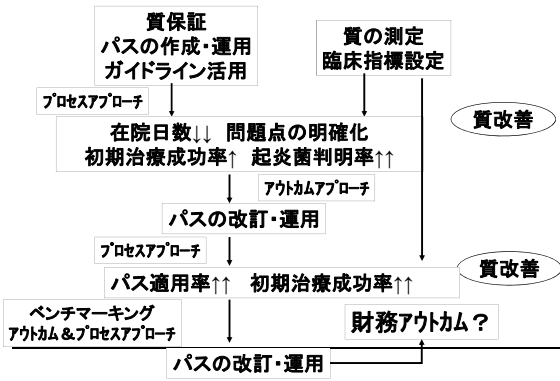 質保証
パスの作成・運用
ガイドライン活用
質の測定
臨床指標設定
プロセスアプローチ
質改善
在院日数↓↓ 問題点の明確化
初期治療成功率↑ 起炎菌判明率↑↑
アウトカムアプローチ
パスの改訂・運用
プロセスアプローチ
質改善
パス適用率↑↑ 初期治療成功率↑↑
ベンチマーキング
アウトカム&プロセスアプローチ
財務アウトカム?
パスの改訂・運用